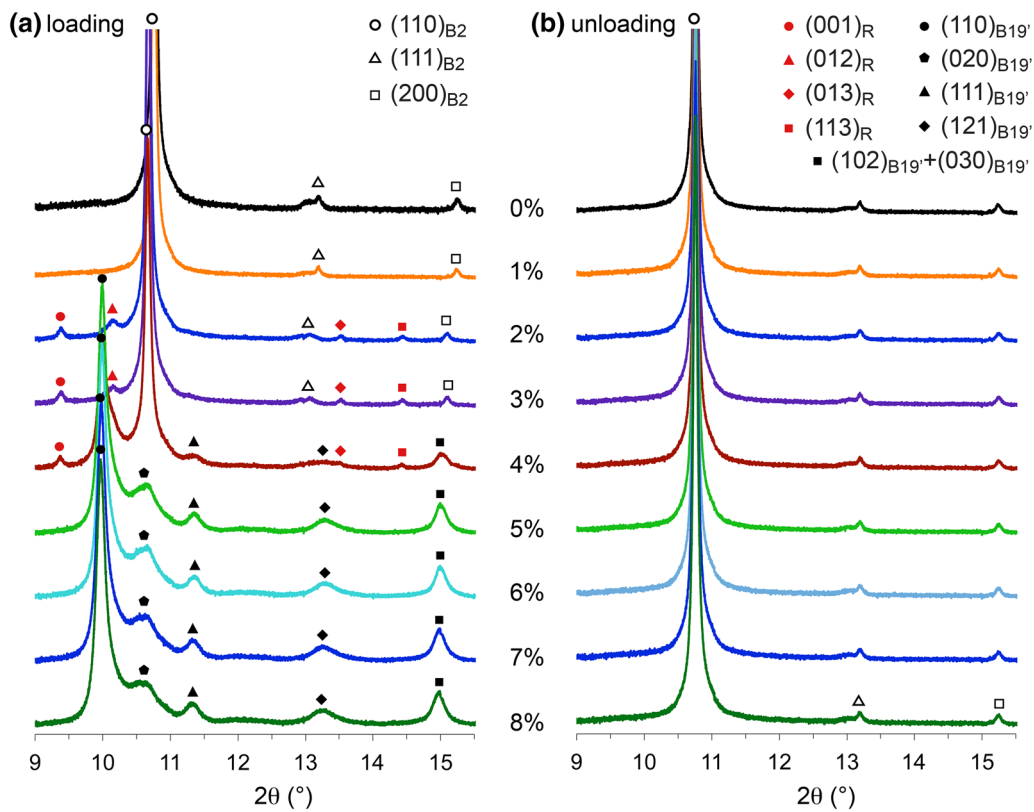 (a) loading
(110)B2
(111)B2
(200)B2
(b) unloading
(001)R
(012)R
(013)R
(113)R
(110)B19'
(020)B19'
(111)B19'
(121)B19'
(102)B19'+(030)B19'
0%
1%
2%
3%
4%
5%
6%
7%
8%
9 10 11 12 13 14 15
2θ (°)
9 10 11 12 13 14 15
2θ (°)